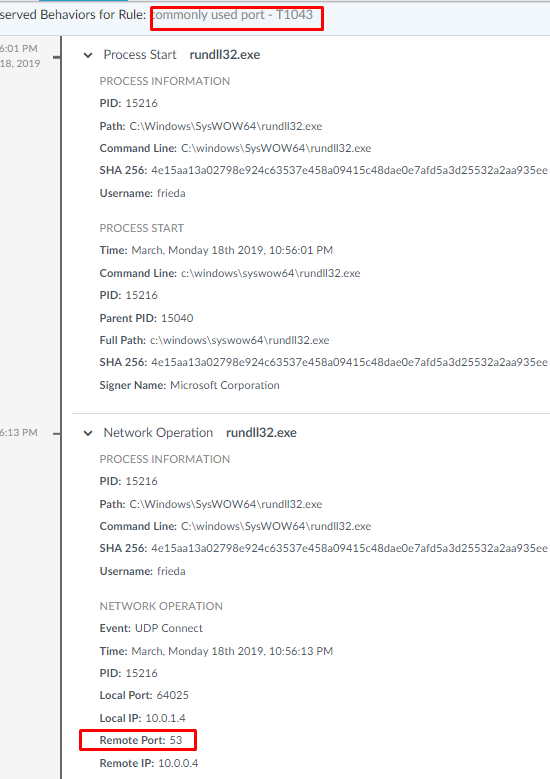 served Behaviors for Rule: commonly used port - T1043
6:01 PM
18, 2019
Process Start rundll32.exe
PROCESS INFORMATION
PID: 15216
Path: C:\Windows\SysWOW64\rundll32.exe
Command Line: C:\windows\SysWOW64\rundll32.exe
SHA 256: 4e15aa13a02798e924c63537e458a09415c48dae0e7afd5a3d25532a2aa935ee
Username: frieda
PROCESS START
Time: March, Monday 18th 2019, 10:56:01 PM
Command Line: c:\windows\syswow64\rundll32.exe
PID: 15216
Parent PID: 15040
Full Path: c:\windows\syswow64\rundll32.exe
SHA 256: 4e15aa13a02798e924c63537e458a09415c48dae0e7afd5a3d25532a2aa935ee
Signer Name: Microsoft Corporation
6:13 PM
Network Operation rundll32.exe
PROCESS INFORMATION
PID: 15216
Path: C:\Windows\SysWOW64\rundll32.exe
Command Line: C:\windows\SysWOW64\rundll32.exe
SHA 256: 4e15aa13a02798e924c63537e458a09415c48dae0e7afd5a3d25532a2aa935ee
Username: frieda
NETWORK OPERATION
Event: UDP Connect
Time: March, Monday 18th 2019, 10:56:13 PM
PID: 15216
Local Port: 64025
Local IP: 10.0.1.4
Remote Port: 53
Remote IP: 10.0.0.4